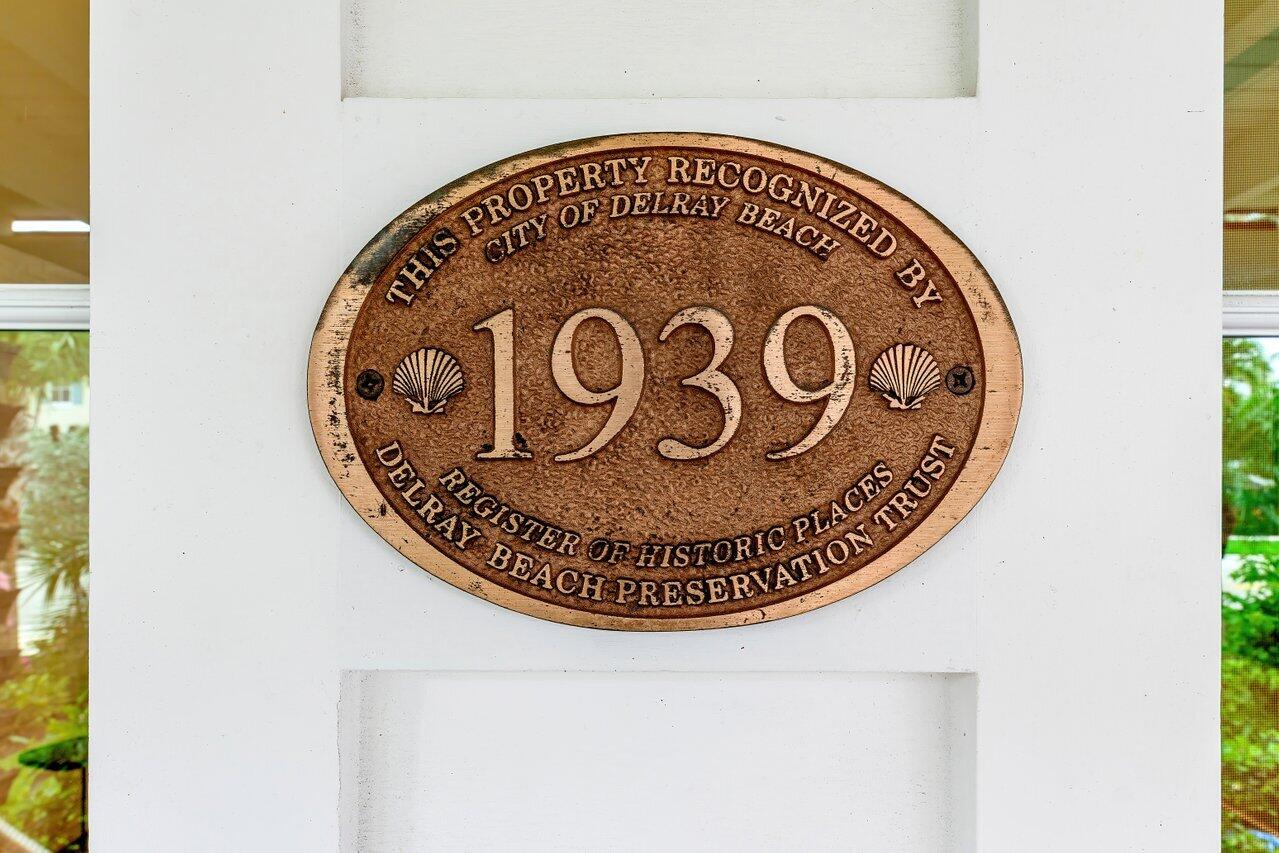 THIS PROPERTY RECOGNIZED BY
CITY OF DELRAY BEACH
1939
REGISTER OF HISTORIC PLACES
DELRAY BEACH PRESERVATION TRUST